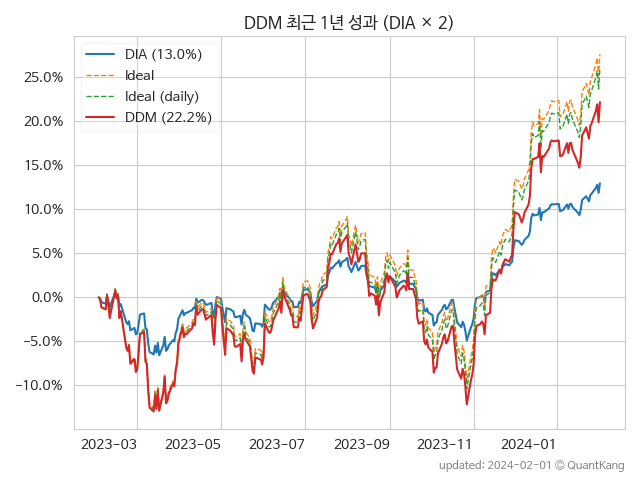 DDM 최근 1년 성과 (DIA × 2)
DIA (13.0%)
Ideal
Ideal (daily)
DDM (22.2%)
25.0%
20.0%
15.0%
10.0%
5.0%
0.0%
−5.0%
−10.0%
2023-03 2023-05 2023-07 2023-09 2023-11 2024-01
updated: 2024-02-01 © QuantKang